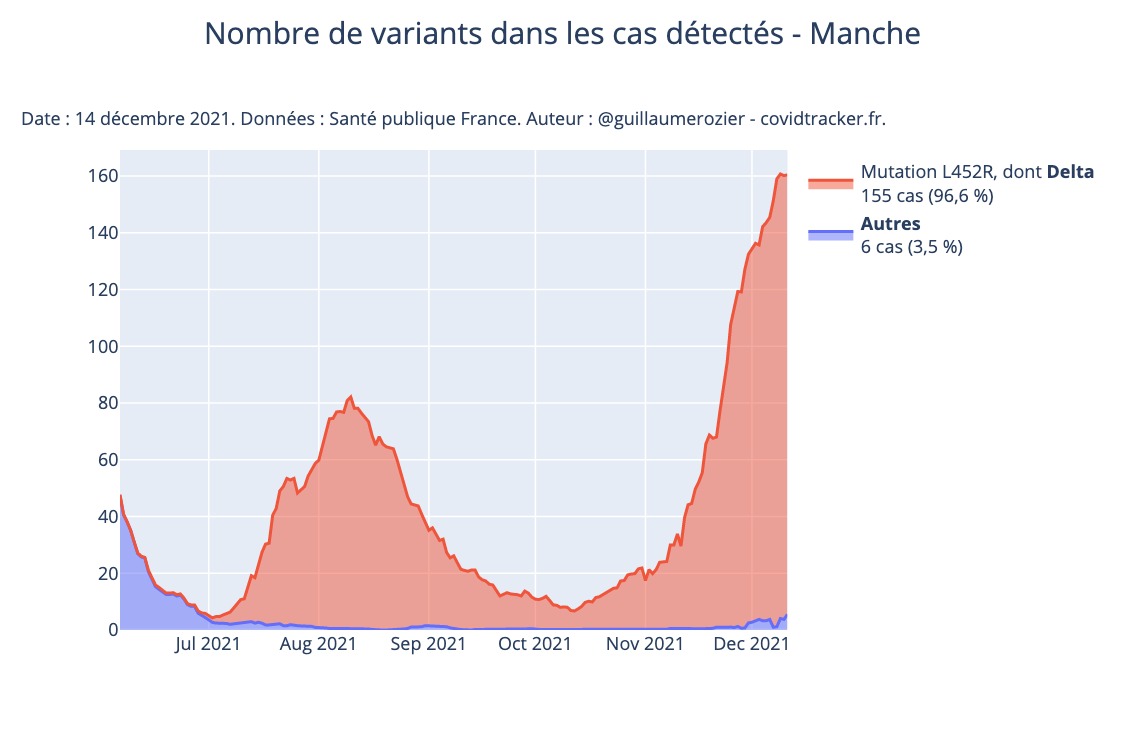 Nombre de variants dans les cas détectés - Manche
Date : 14 décembre 2021. Données : Santé publique France. Auteur : @guillaumerozier - covidtracker.fr.
160
140
120
100
80
60
40
20
0
Jul 2021
Aug 2021
Sep 2021
Oct 2021
Nov 2021
Dec 2021
Mutation L452R, dont Delta
155 cas (96,6 %)
Autres
6 cas (3,5 %)